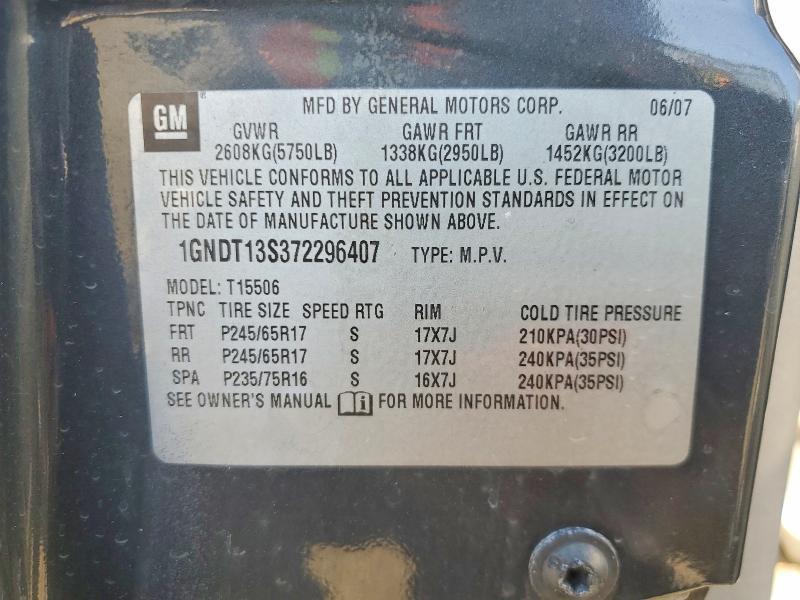 GM ® MFD BY GENERAL MOTORS CORP. 06/07
GVWR GAWR FRT GAWR RR
2608KG(5750LB) 1338KG(2950LB) 1452KG(3200LB)
THIS VEHICLE CONFORMS TO ALL APPLICABLE U.S. FEDERAL MOTOR
VEHICLE SAFETY AND THEFT PREVENTION STANDARDS IN EFFECT ON
THE DATE OF MANUFACTURE SHOWN ABOVE.
1GNDT13S372296407 TYPE: M.P.V.
MODEL: T15506
TPNC TIRE SIZE SPEED RTG RIM COLD TIRE PRESSURE
FRT P245/65R17 S 17X7J 210KPA(30PSI)
RR P245/65R17 S 17X7J 240KPA(35PSI)
SPA P235/75R16 S 16X7J 240KPA(35PSI)
SEE OWNER'S MANUAL i FOR MORE INFORMATION.